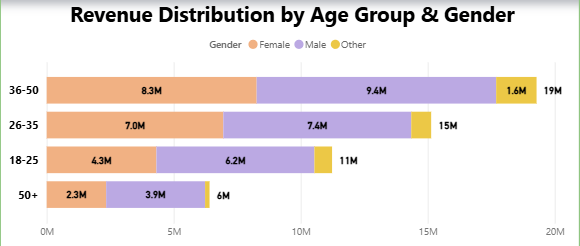 Revenue Distribution by Age Group & Gender
Gender Female Male Other
36-50 8.3M 9.4M 1.6M 19M
26-35 7.0M 7.4M 15M
18-25 4.3M 6.2M 11M
50+ 2.3M 3.9M 6M
0M 5M 10M 15M 20M